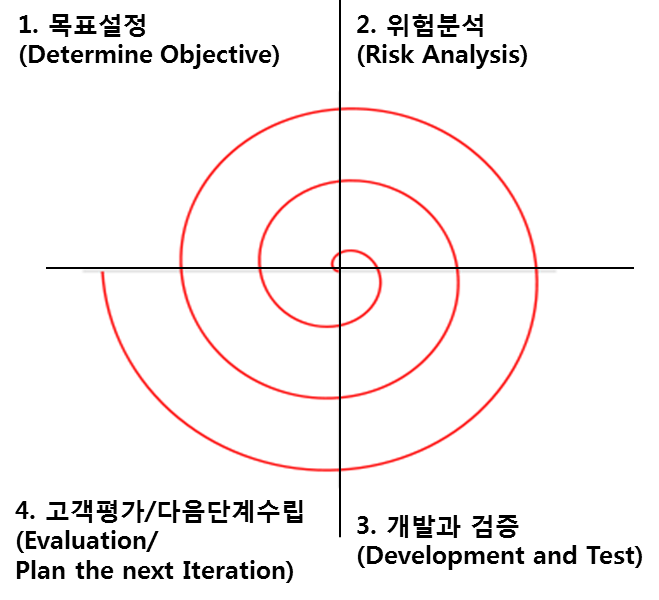 1. 목표설정
(Determine Objective)
2. 위험분석
(Risk Analysis)
3. 개발과 검증
(Development and Test)
4. 고객평가/다음단계수립
(Evaluation/
Plan the next Iteration)